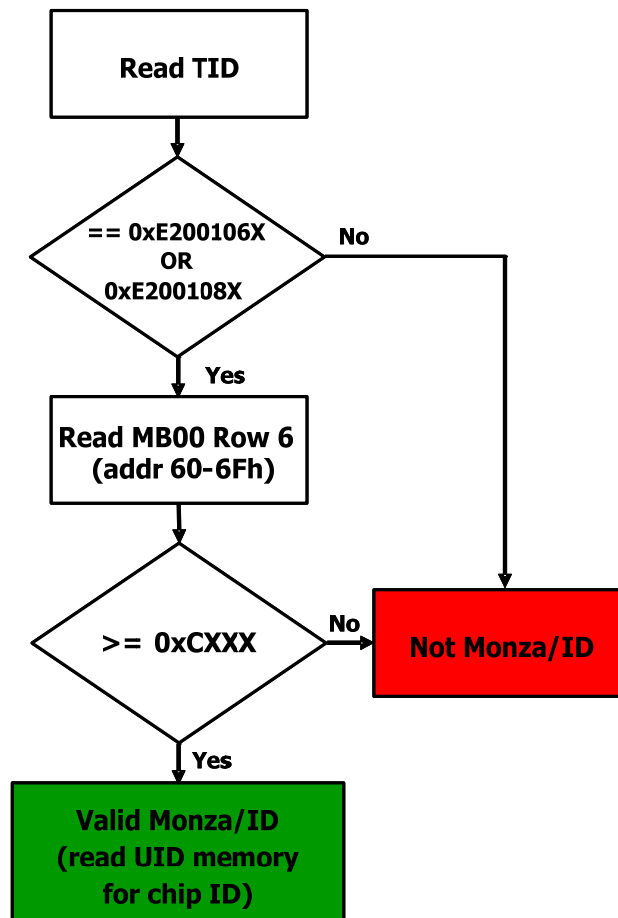 Read TID
== 0xE200106X
OR
0xE200108X
No
Yes
Read MB00 Row 6
(addr 60-6Fh)
>= 0xCXXX
No
Not Monza/ID
Yes
Valid Monza/ID
(read UID memory
for chip ID)